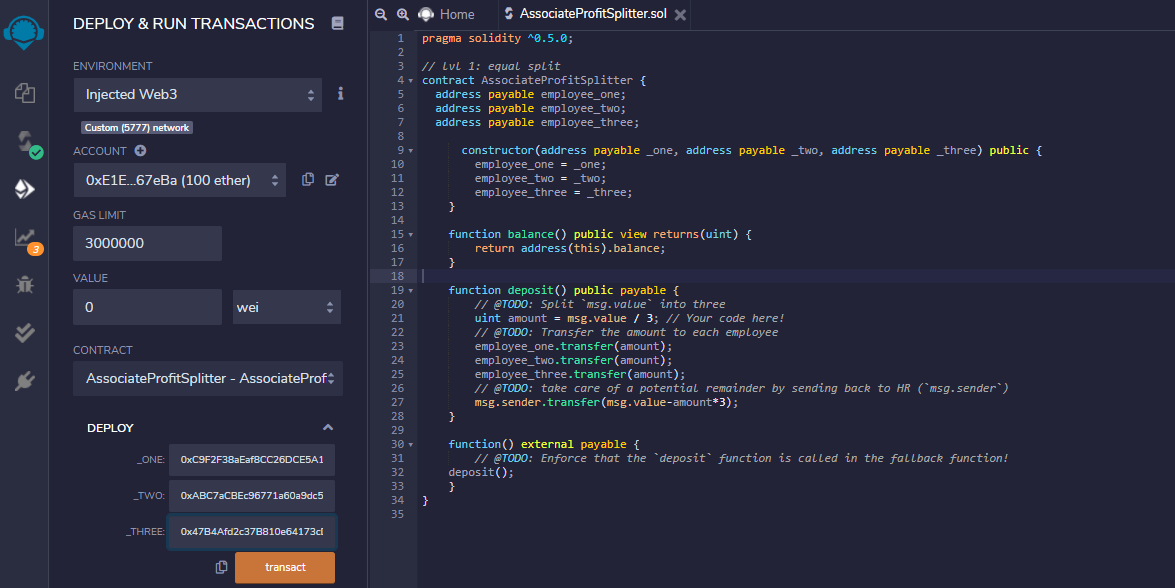 DEPLOY & RUN TRANSACTIONS
ENVIRONMENT
Injected Web3
Custom (5777) network
ACCOUNT
0xE1E...67eBa (100 ether)
GAS LIMIT
3000000
VALUE
0
wei
CONTRACT
AssociateProfitSplitter - AssociateProf
DEPLOY
_ONE: 0xC9F2F38aEaf8CC26DCE5A1
_TWO: 0xABC7aCBEc96771a60a9dc5
_THREE: 0x47B4Afd2c37B810e64173cl
transact
3
Home
AssociateProfitSplitter.sol
1 pragma solidity ^0.5.0;
2
3 // lvl 1: equal split
4 contract AssociateProfitSplitter {
5 address payable employee_one;
6 address payable employee_two;
7 address payable employee_three;
8
9 constructor(address payable _one, address payable _two, address payable _three) public {
10 employee_one = _one;
11 employee_two = _two;
12 employee_three = _three;
13 }
14
15 function balance() public view returns(uint) {
16 return address(this).balance;
17 }
18
19 function deposit() public payable {
20 // @TODO: Split `msg.value` into three
21 uint amount = msg.value / 3; // Your code here!
22 // @TODO: Transfer the amount to each employee
23 employee_one.transfer(amount);
24 employee_two.transfer(amount);
25 employee_three.transfer(amount);
26 // @TODO: take care of a potential remainder by sending back to HR (`msg.sender`)
27 msg.sender.transfer(msg.value-amount*3);
28 }
29
30 function() external payable {
31 // @TODO: Enforce that the `deposit` function is called in the fallback function!
32 deposit();
33 }
34 }
35